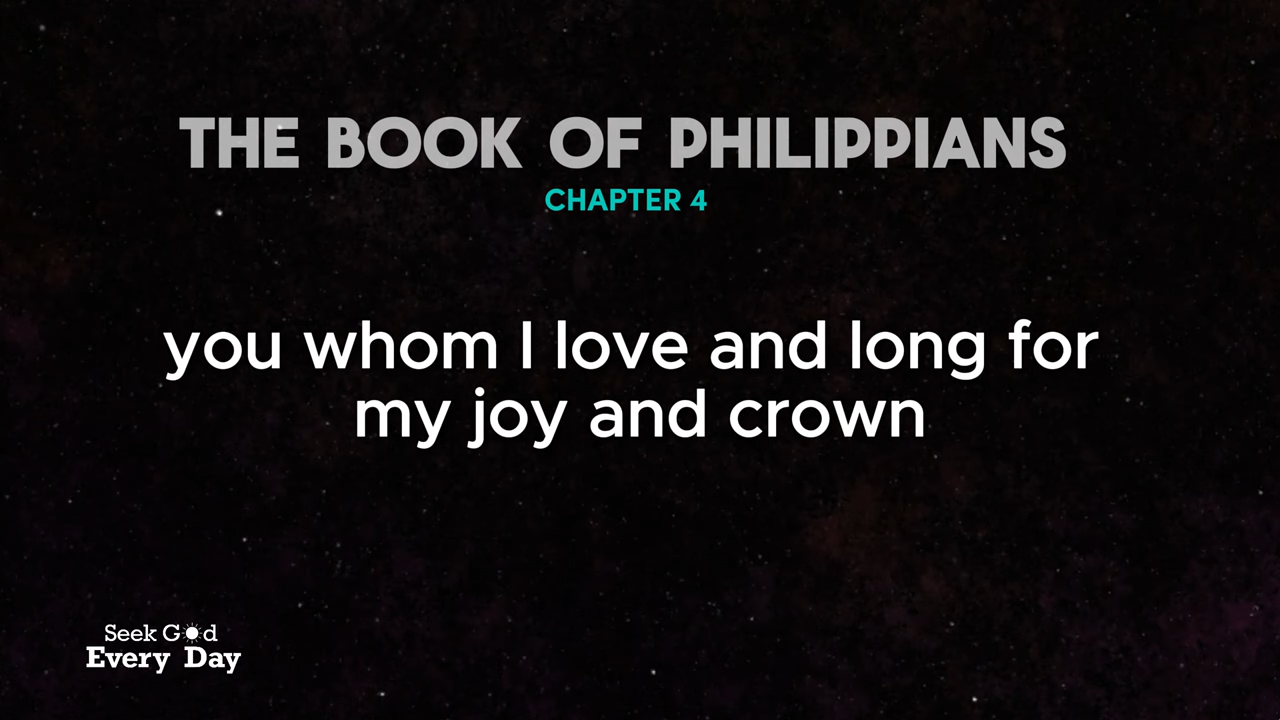 THE BOOK OF PHILIPPIANS
CHAPTER 4
you whom I love and long for
my joy and crown
Seek God
Every Day